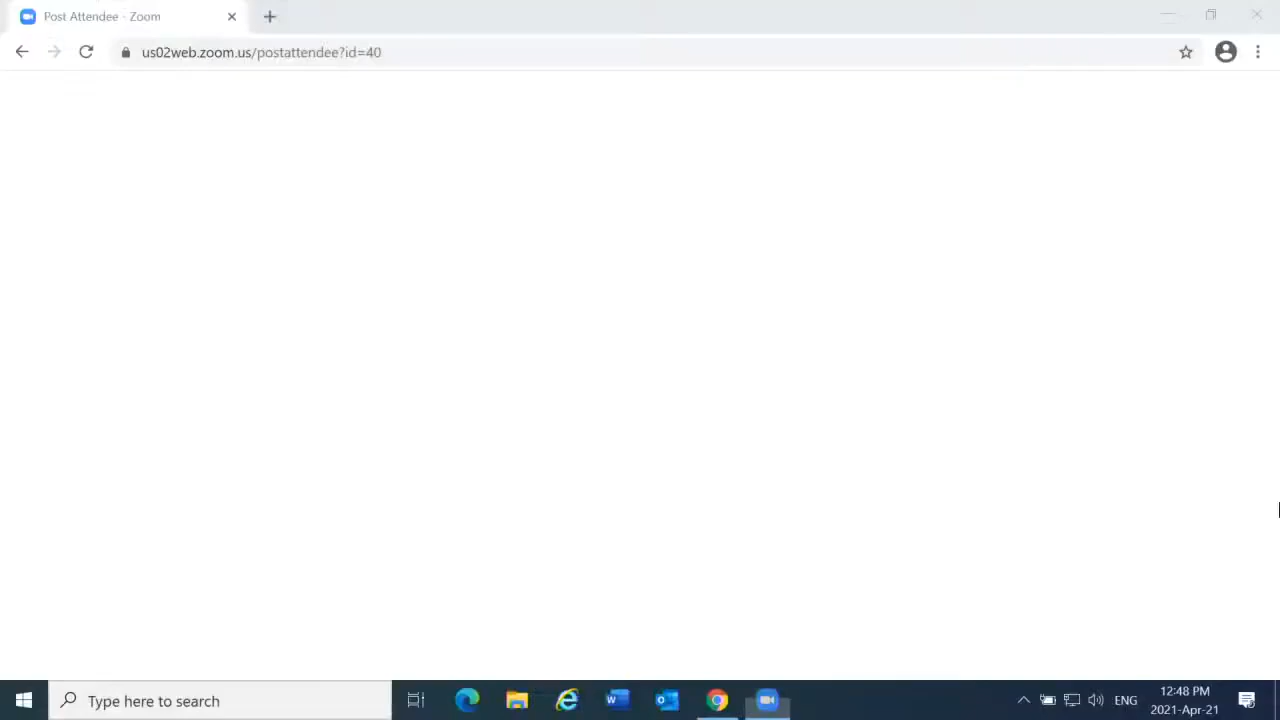 Post Attendee - Zoom
us02web.zoom.us/postattendee?id=40
Type here to search
ENG
12:48 PM
2021-Apr-21